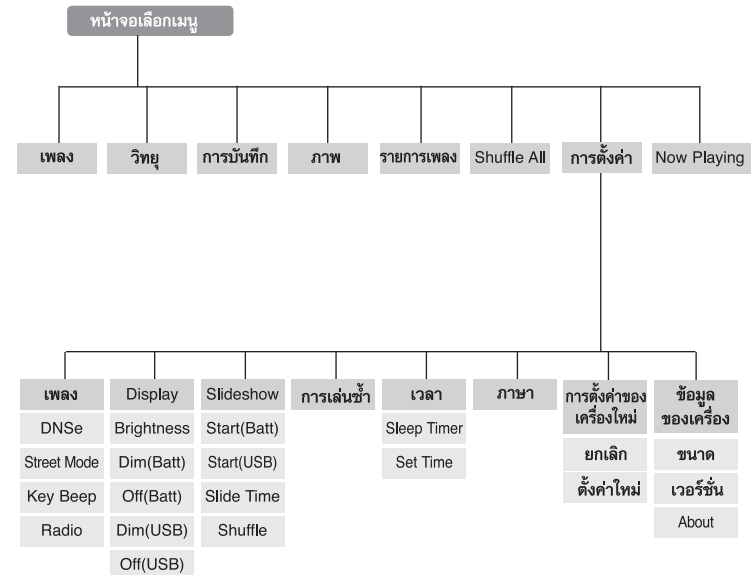 หน้าจอเลือกเมนู
เพลง
วิทยุ
การบันทึก
ภาพ
รายการเพลง
Shuffle All
การตั้งค่า
Now Playing
เพลง
DNSe
Street Mode
Key Beep
Radio
Display
Brightness
Dim(Batt)
Off(Batt)
Dim(USB)
Off(USB)
Slideshow
Start(Batt)
Start(USB)
Slide Time
Shuffle
การเล่นซ้ำ
เวลา
Sleep Timer
Set Time
ภาษา
การตั้งค่าของ
เครื่องใหม่
ยกเลิก
ตั้งค่าใหม่
ข้อมูล
ของเครื่อง
ขนาด
เวอร์ชั่น
About